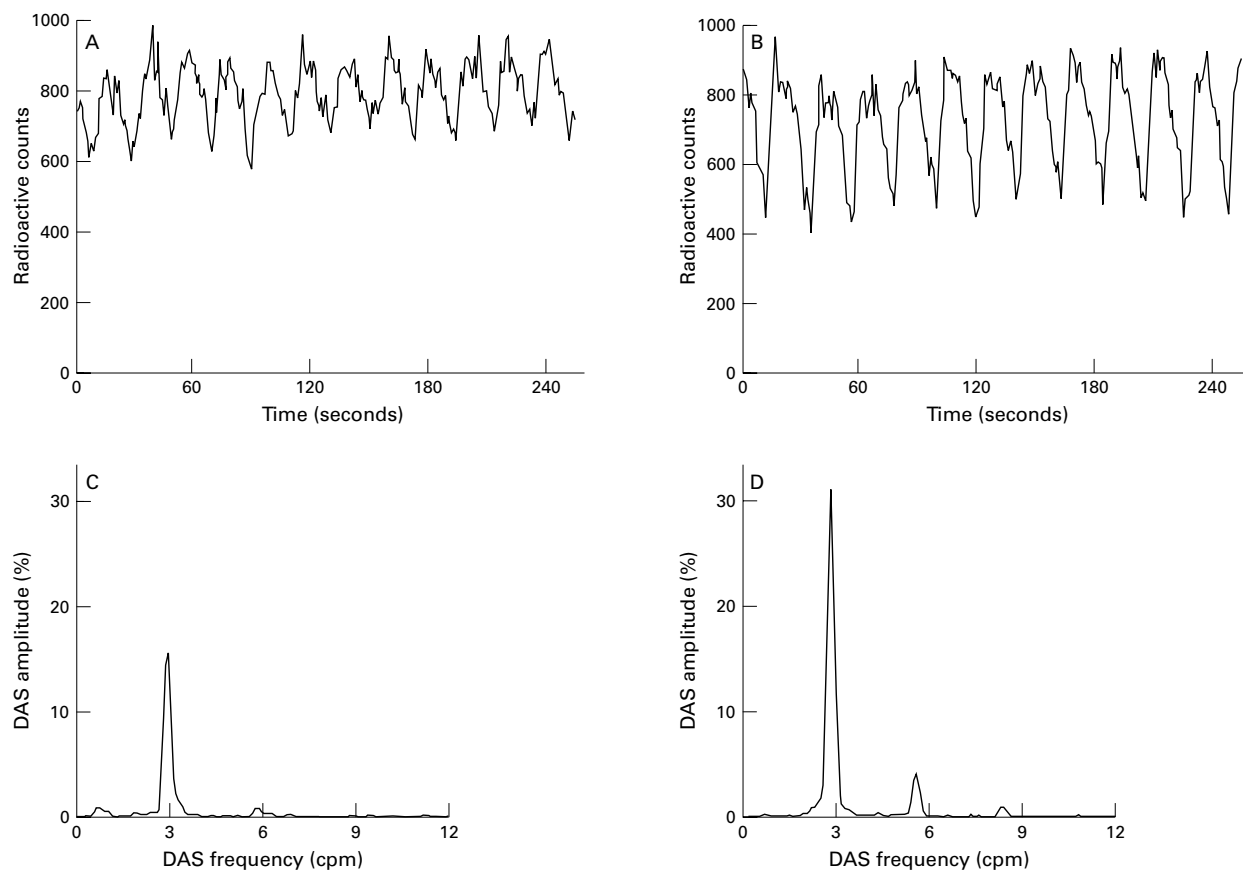 A
1000
800
600
400
200
0
Radioactive counts
0 60 120 180 240
Time (seconds)
B
1000
800
600
400
200
0
Radioactive counts
0 60 120 180 240
Time (seconds)
C
30
20
10
0
DAS amplitude (%)
0 3 6 9 12
DAS frequency (cpm)
D
30
20
10
0
DAS amplitude (%)
0 3 6 9 12
DAS frequency (cpm)